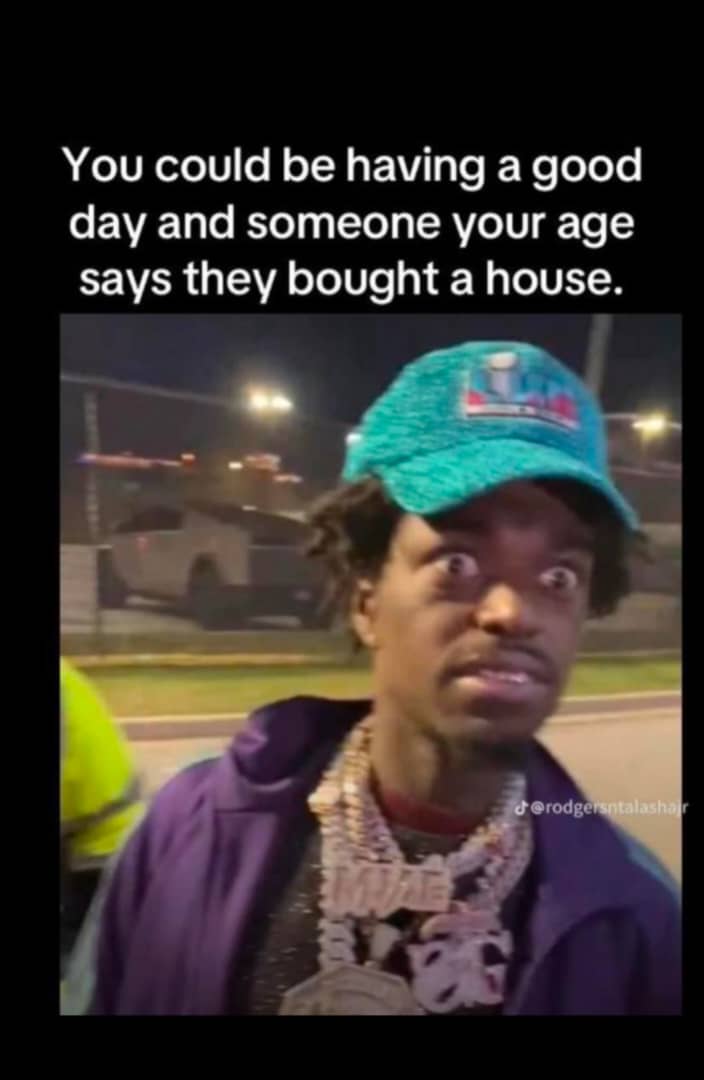 You could be having a good
day and someone your age
says they bought a house.
@rodgersntalashajr